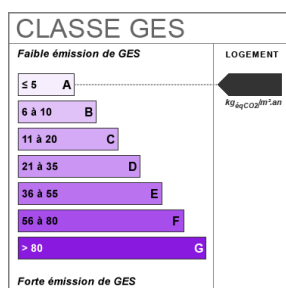 CLASSE GES
Faible émission de GES
LOGEMENT
≤ 5 A
6 à 10 B
kgéqCO2/m².an
11 à 20 C
21 à 35 D
36 à 55 E
56 à 80 F
> 80 G
Forte émission de GES